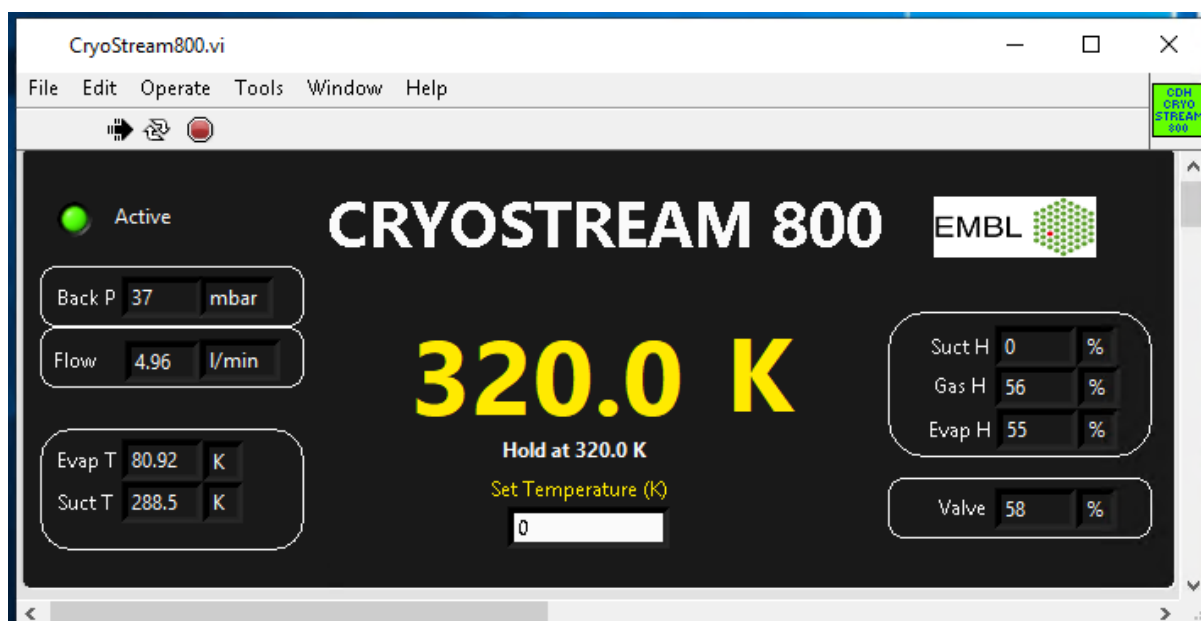 CryoStream800.vi
File Edit Operate Tools Window Help
CDH
CRYO
STREAM
800
Active
CRYOSTREAM 800
EMBL
Back P 37 mbar
Flow 4.96 l/min
Evap T 80.92 K
Suct T 288.5 K
320.0 K
Hold at 320.0 K
Set Temperature (K)
0
Suct H 0 %
Gas H 56 %
Evap H 55 %
Valve 58 %